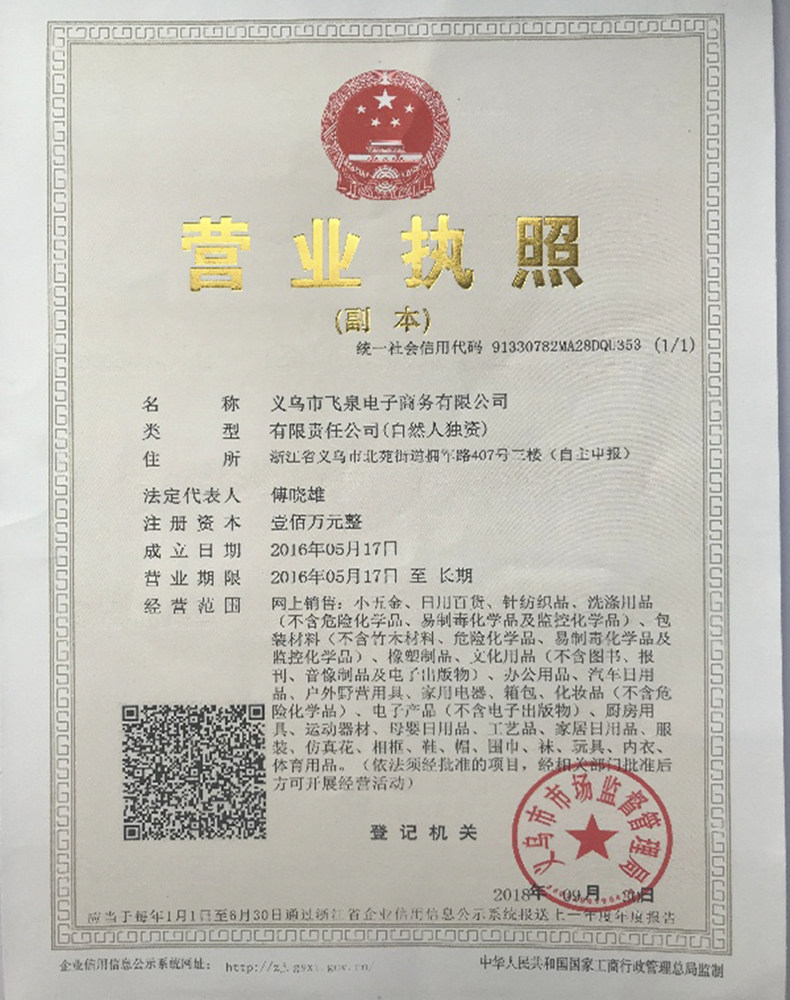 营业执照
(副 本)
统一社会信用代码 91330782MA28DQU353 (1/1)
名 称 义乌市飞泉电子商务有限公司
类 型 有限责任公司(自然人独资)
住 所 浙江省义乌市北苑街道拥军路407号三楼（自主申报）
法定代表人 傅晓雄
注册资本 壹佰万元整
成立日期 2016年05月17日
营业期限 2016年05月17日 至 长期
经营范围 网上销售：小五金、日用百货、针纺织品、洗涤用品
（不含危险化学品、易制毒化学品及监控化学品）、包
装材料（不含竹木材料、危险化学品、易制毒化学品及
监控化学品）、橡塑制品、文化用品（不含图书、报
刊、音像制品及电子出版物）、办公用品、汽车日用
品、户外野营用具、家用电器、箱包、化妆品（不含危
险化学品）、电子产品（不含电子出版物）、厨房用
具、运动器材、母婴日用品、工艺品、家居日用品、服
装、仿真花、相框、鞋、帽、围巾、袜、玩具、内衣、
体育用品。（依法须经批准的项目，经相关部门批准后
方可开展经营活动）
登记机关
义乌市市场监督管理局
2018年 09月 30日
应当于每年1月1日至6月30日通过浙江省企业信用信息公示系统报送上一年度年度报告
企业信用信息公示系统网址： http://zj.gsxt.gov.cn/
中华人民共和国国家工商行政管理总局监制